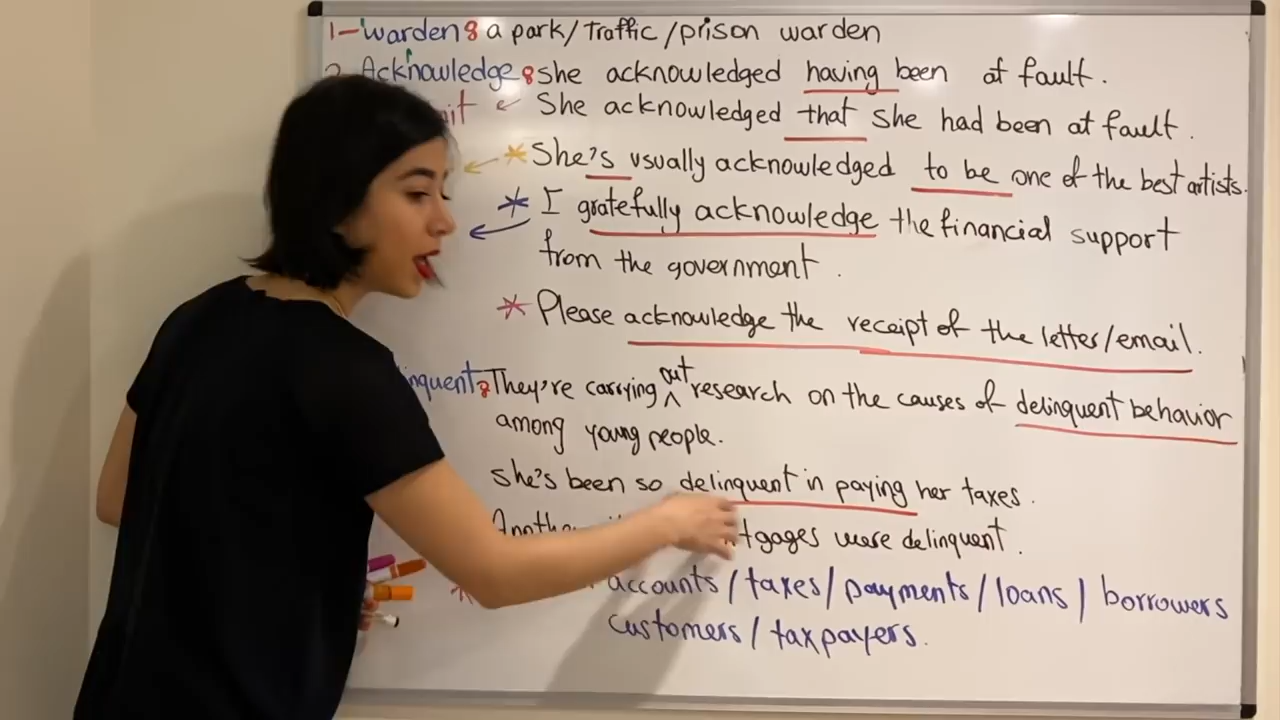 1- warden: a park/Traffic/prison warden
Acknowledge: she acknowledged having been at fault.
She acknowledged that she had been at fault.
* She's usually acknowledged to be one of the best artists.
* I gratefully acknowledge the financial support
from the government.
* Please acknowledge the receipt of the letter/email.
They're carrying out research on the causes of delinquent behavior
among young people.
she's been so delinquent in paying her taxes.
were delinquent.
accounts/taxes/payments/loans/borrowers
customers/taxpayers.